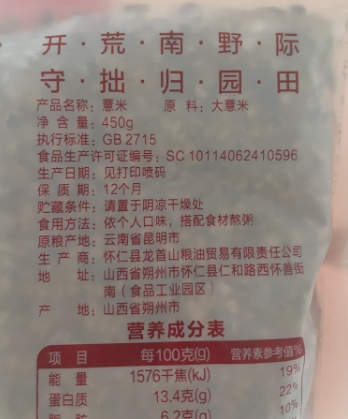 开·荒·南·野·际
守·拙·归·园·田
产品名称：薏米 原 料：大薏米
净 含 量：450g
执行标准：GB 2715
食品生产许可证编号：SC 10114062410596
生产日期：见打印喷码
保 质 期：12个月
贮藏条件：请置于阴凉干燥处
食用方法：依个人口味，搭配食材熬粥
原粮产地：云南省昆明市
生 产 商：怀仁县龙首山粮油贸易有限责任公司
地 址：山西省朔州市怀仁县仁和路西怀善街
南（食品工业园区）
产 地：山西省朔州市
营养成分表
项 目 每100克(g) 营养素参考值%
能 量 1576千焦(kJ) 19%
蛋白质 13.4克(g) 22%
脂 肪 6.2克(g) 10%